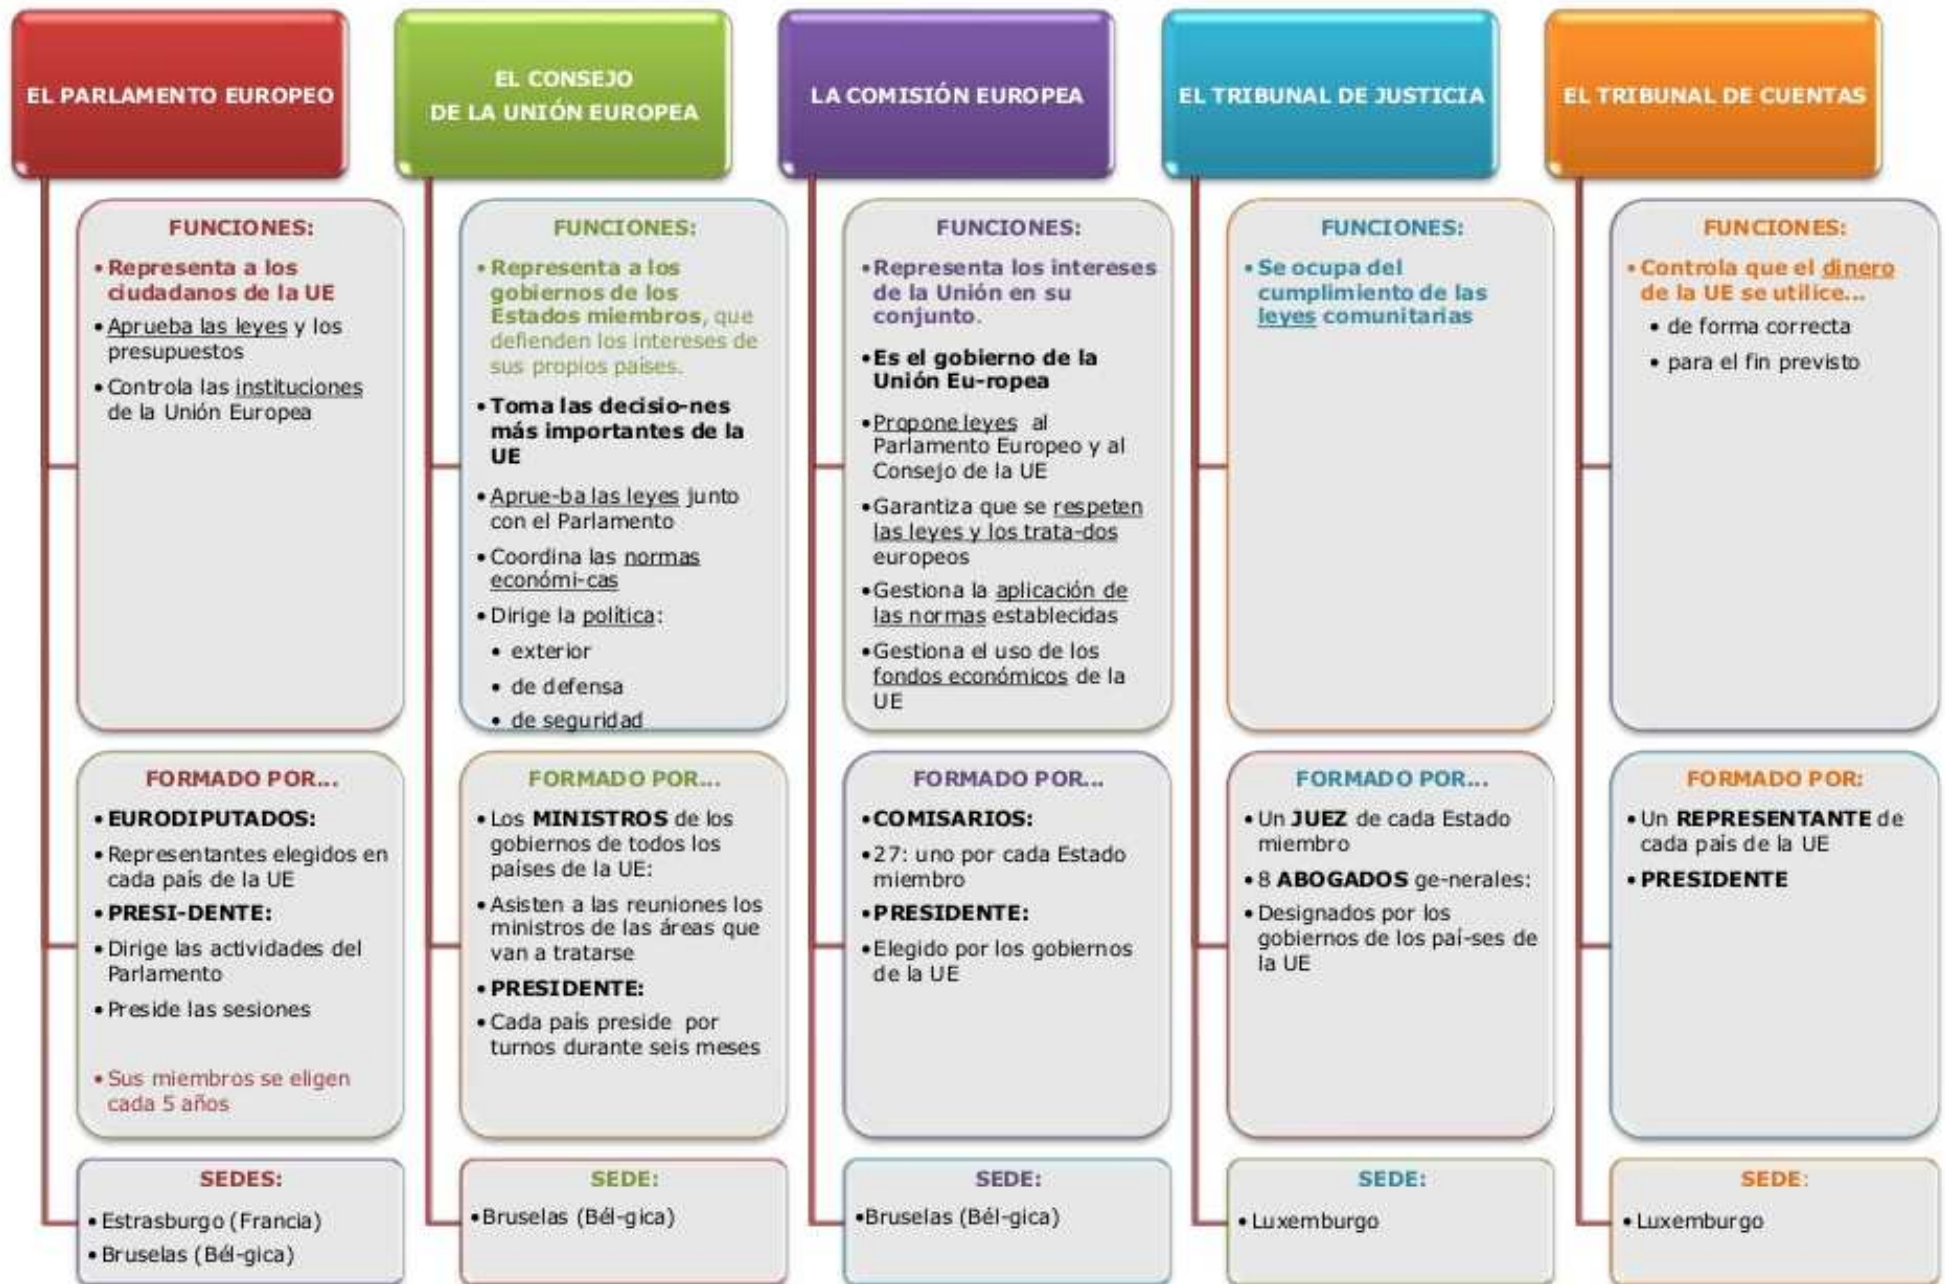 EL PARLAMENTO EUROPEO
FUNCIONES:
• Representa a los
ciudadanos de la UE
• Aprueba las leyes y los
presupuestos
• Controla las instituciones
de la Unión Europea
FORMADO POR...
• EURODIPUTADOS:
• Representantes elegidos en
cada país de la UE
• PRESI-DENTE:
• Dirige las actividades del
Parlamento
• Preside las sesiones
• Sus miembros se eligen
cada 5 años
SEDES:
• Estrasburgo (Francia)
• Bruselas (Bél-gica)
EL CONSEJO
DE LA UNIÓN EUROPEA
FUNCIONES:
• Representa a los
gobiernos de los
Estados miembros, que
defienden los intereses de
sus propios países.
• Toma las decisio-nes
más importantes de la
UE
• Aprue-ba las leyes junto
con el Parlamento
• Coordina las normas
económi-cas
• Dirige la política:
• exterior
• de defensa
• de seguridad
FORMADO POR...
• Los MINISTROS de los
gobiernos de todos los
países de la UE:
• Asisten a las reuniones los
ministros de las áreas que
van a tratarse
• PRESIDENTE:
• Cada país preside por
turnos durante seis meses
SEDE:
• Bruselas (Bél-gica)
LA COMISIÓN EUROPEA
FUNCIONES:
• Representa los intereses
de la Unión en su
conjunto.
• Es el gobierno de la
Unión Eu-ropea
• Propone leyes al
Parlamento Europeo y al
Consejo de la UE
• Garantiza que se respeten
las leyes y los trata-dos
europeos
• Gestiona la aplicación de
las normas establecidas
• Gestiona el uso de los
fondos económicos de la
UE
FORMADO POR...
• COMISARIOS:
• 27: uno por cada Estado
miembro
• PRESIDENTE:
• Elegido por los gobiernos
de la UE
SEDE:
• Bruselas (Bél-gica)
EL TRIBUNAL DE JUSTICIA
FUNCIONES:
• Se ocupa del
cumplimiento de las
leyes comunitarias
FORMADO POR...
• Un JUEZ de cada Estado
miembro
• 8 ABOGADOS ge-nerales:
• Designados por los
gobiernos de los paí-ses de
la UE
SEDE:
• Luxemburgo
EL TRIBUNAL DE CUENTAS
FUNCIONES:
• Controla que el dinero
de la UE se utilice...
• de forma correcta
• para el fin previsto
FORMADO POR:
• Un REPRESENTANTE de
cada país de la UE
• PRESIDENTE
SEDE:
• Luxemburgo